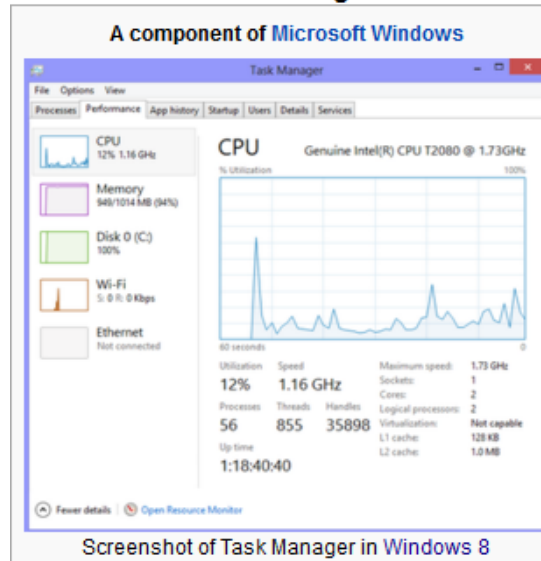 A component of Microsoft Windows
Task Manager
File Options View
Processes Performance App history Startup Users Details Services
CPU
12% 1.16 GHz
Memory
949/1014 MB (94%)
Disk 0 (C:)
100%
Wi-Fi
S: 0 R: 0 Kbps
Ethernet
Not connected
CPU Genuine Intel(R) CPU T2080 @ 1.73GHz
% Utilization 100%
60 seconds 0
Utilization Speed
12% 1.16 GHz
Processes Threads Handles
56 855 35898
Up time
1:18:40:40
Maximum speed: 1.73 GHz
Sockets: 1
Cores: 2
Logical processors: 2
Virtualization: Not capable
L1 cache: 128 KB
L2 cache: 1.0 MB
Fewer details Open Resource Monitor
Screenshot of Task Manager in Windows 8